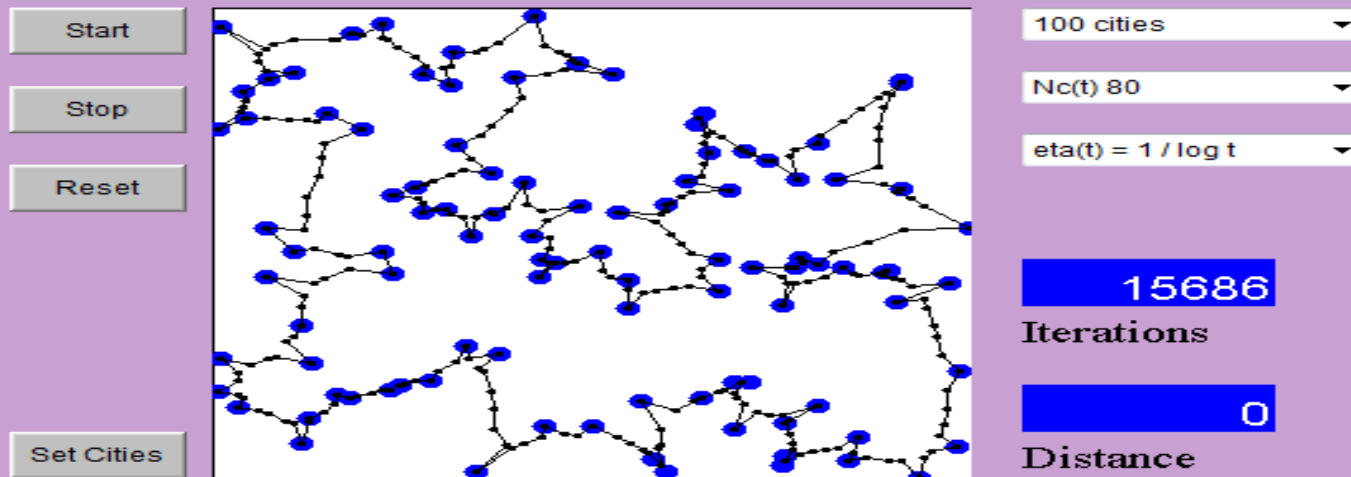 Start
Stop
Reset
Set Cities
100 cities
Nc(t) 80
eta(t) = 1 / log t
15686
Iterations
0
Distance